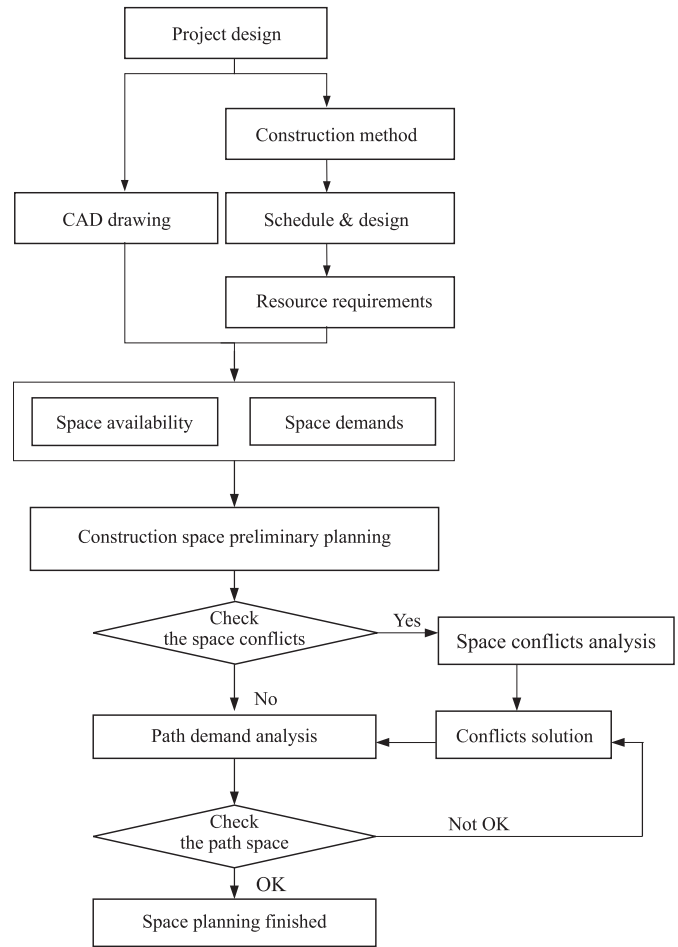 Project design
Construction method
CAD drawing
Schedule & design
Resource requirements
Space availability
Space demands
Construction space preliminary planning
Check
the space conflicts
Yes
Space conflicts analysis
No
Path demand analysis
Conflicts solution
Check
the path space
Not OK
OK
Space planning finished